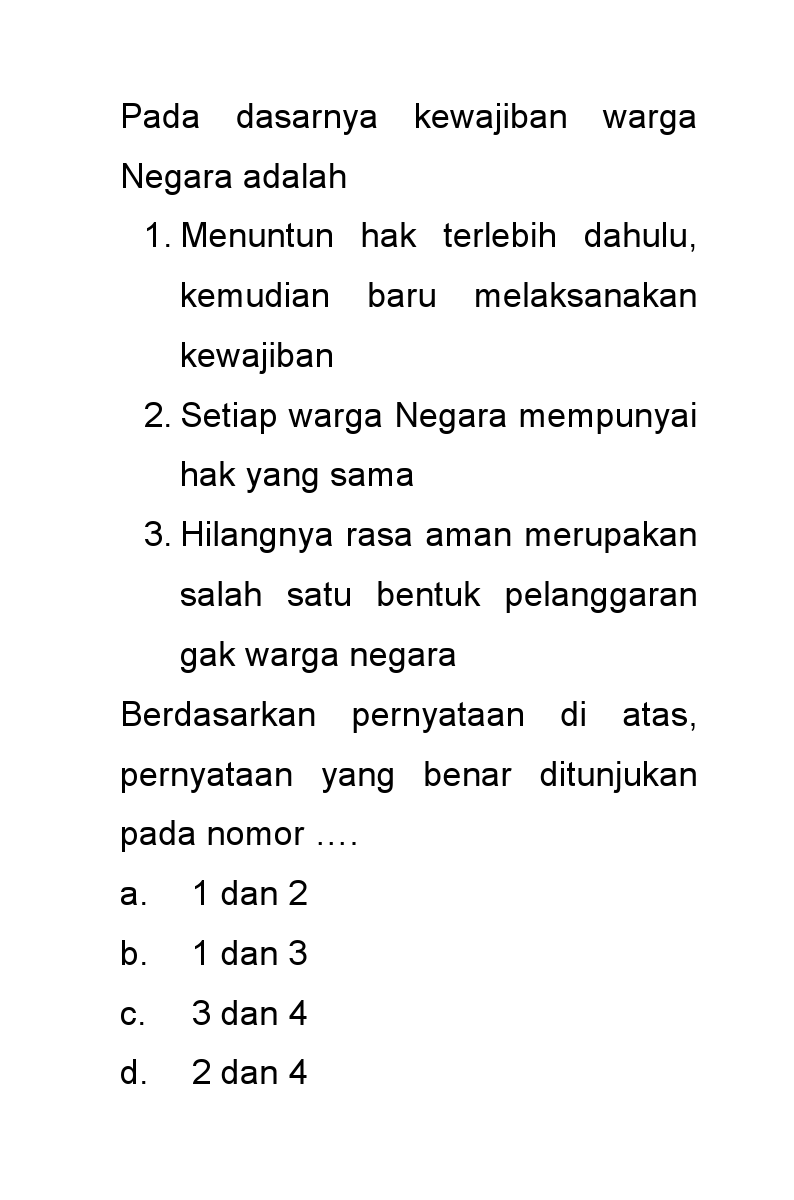 Pada dasarnya kewajiban warga
Negara adalah
1. Menuntun hak terlebih dahulu,
kemudian baru melaksanakan
kewajiban
2. Setiap warga Negara mempunyai
hak yang sama
3. Hilangnya rasa aman merupakan
salah satu bentuk pelanggaran
gak warga negara
Berdasarkan pernyataan di atas,
pernyataan yang benar ditunjukan
pada nomor ….
a. 1 dan 2
b. 1 dan 3
c. 3 dan 4
d. 2 dan 4